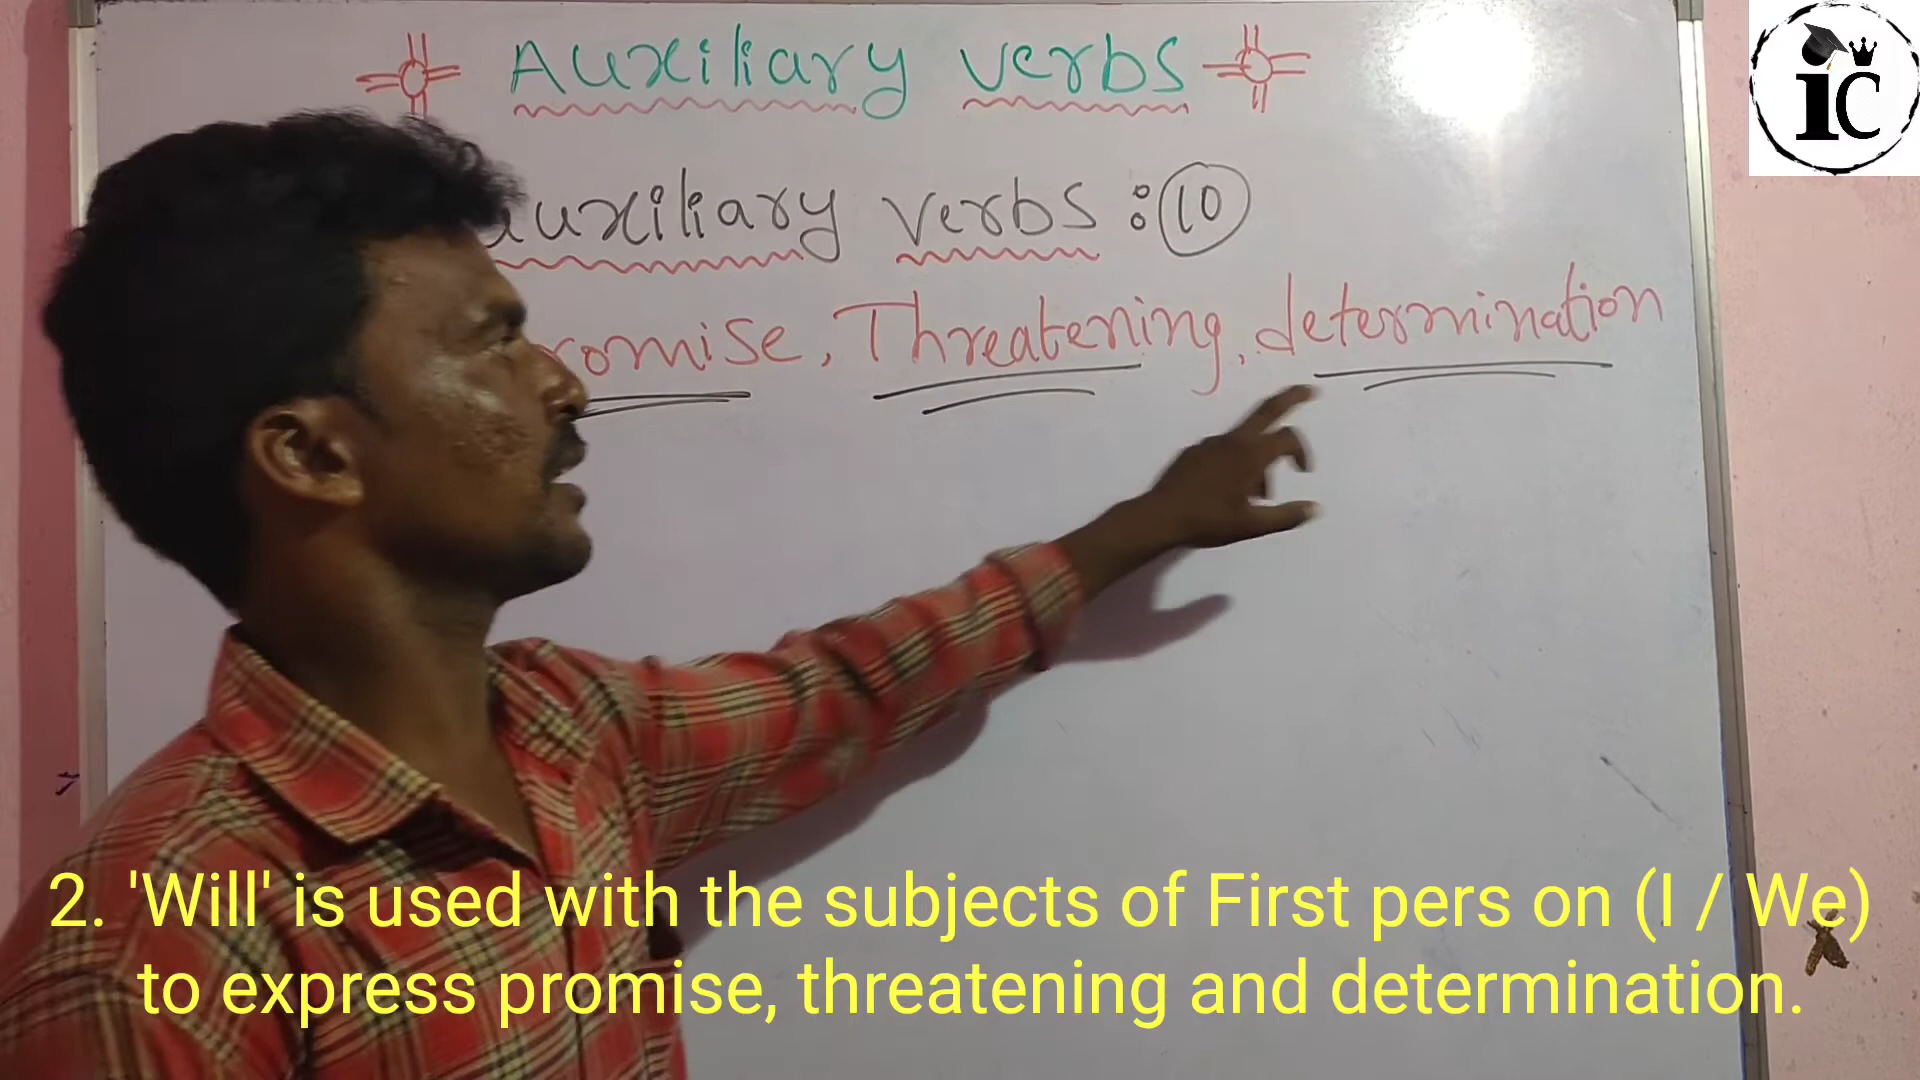 Auxiliary verbs
auxiliary verbs : 10
romise, Threatening, determination
iC
2. 'Will' is used with the subjects of First pers on (I / We)
to express promise, threatening and determination.